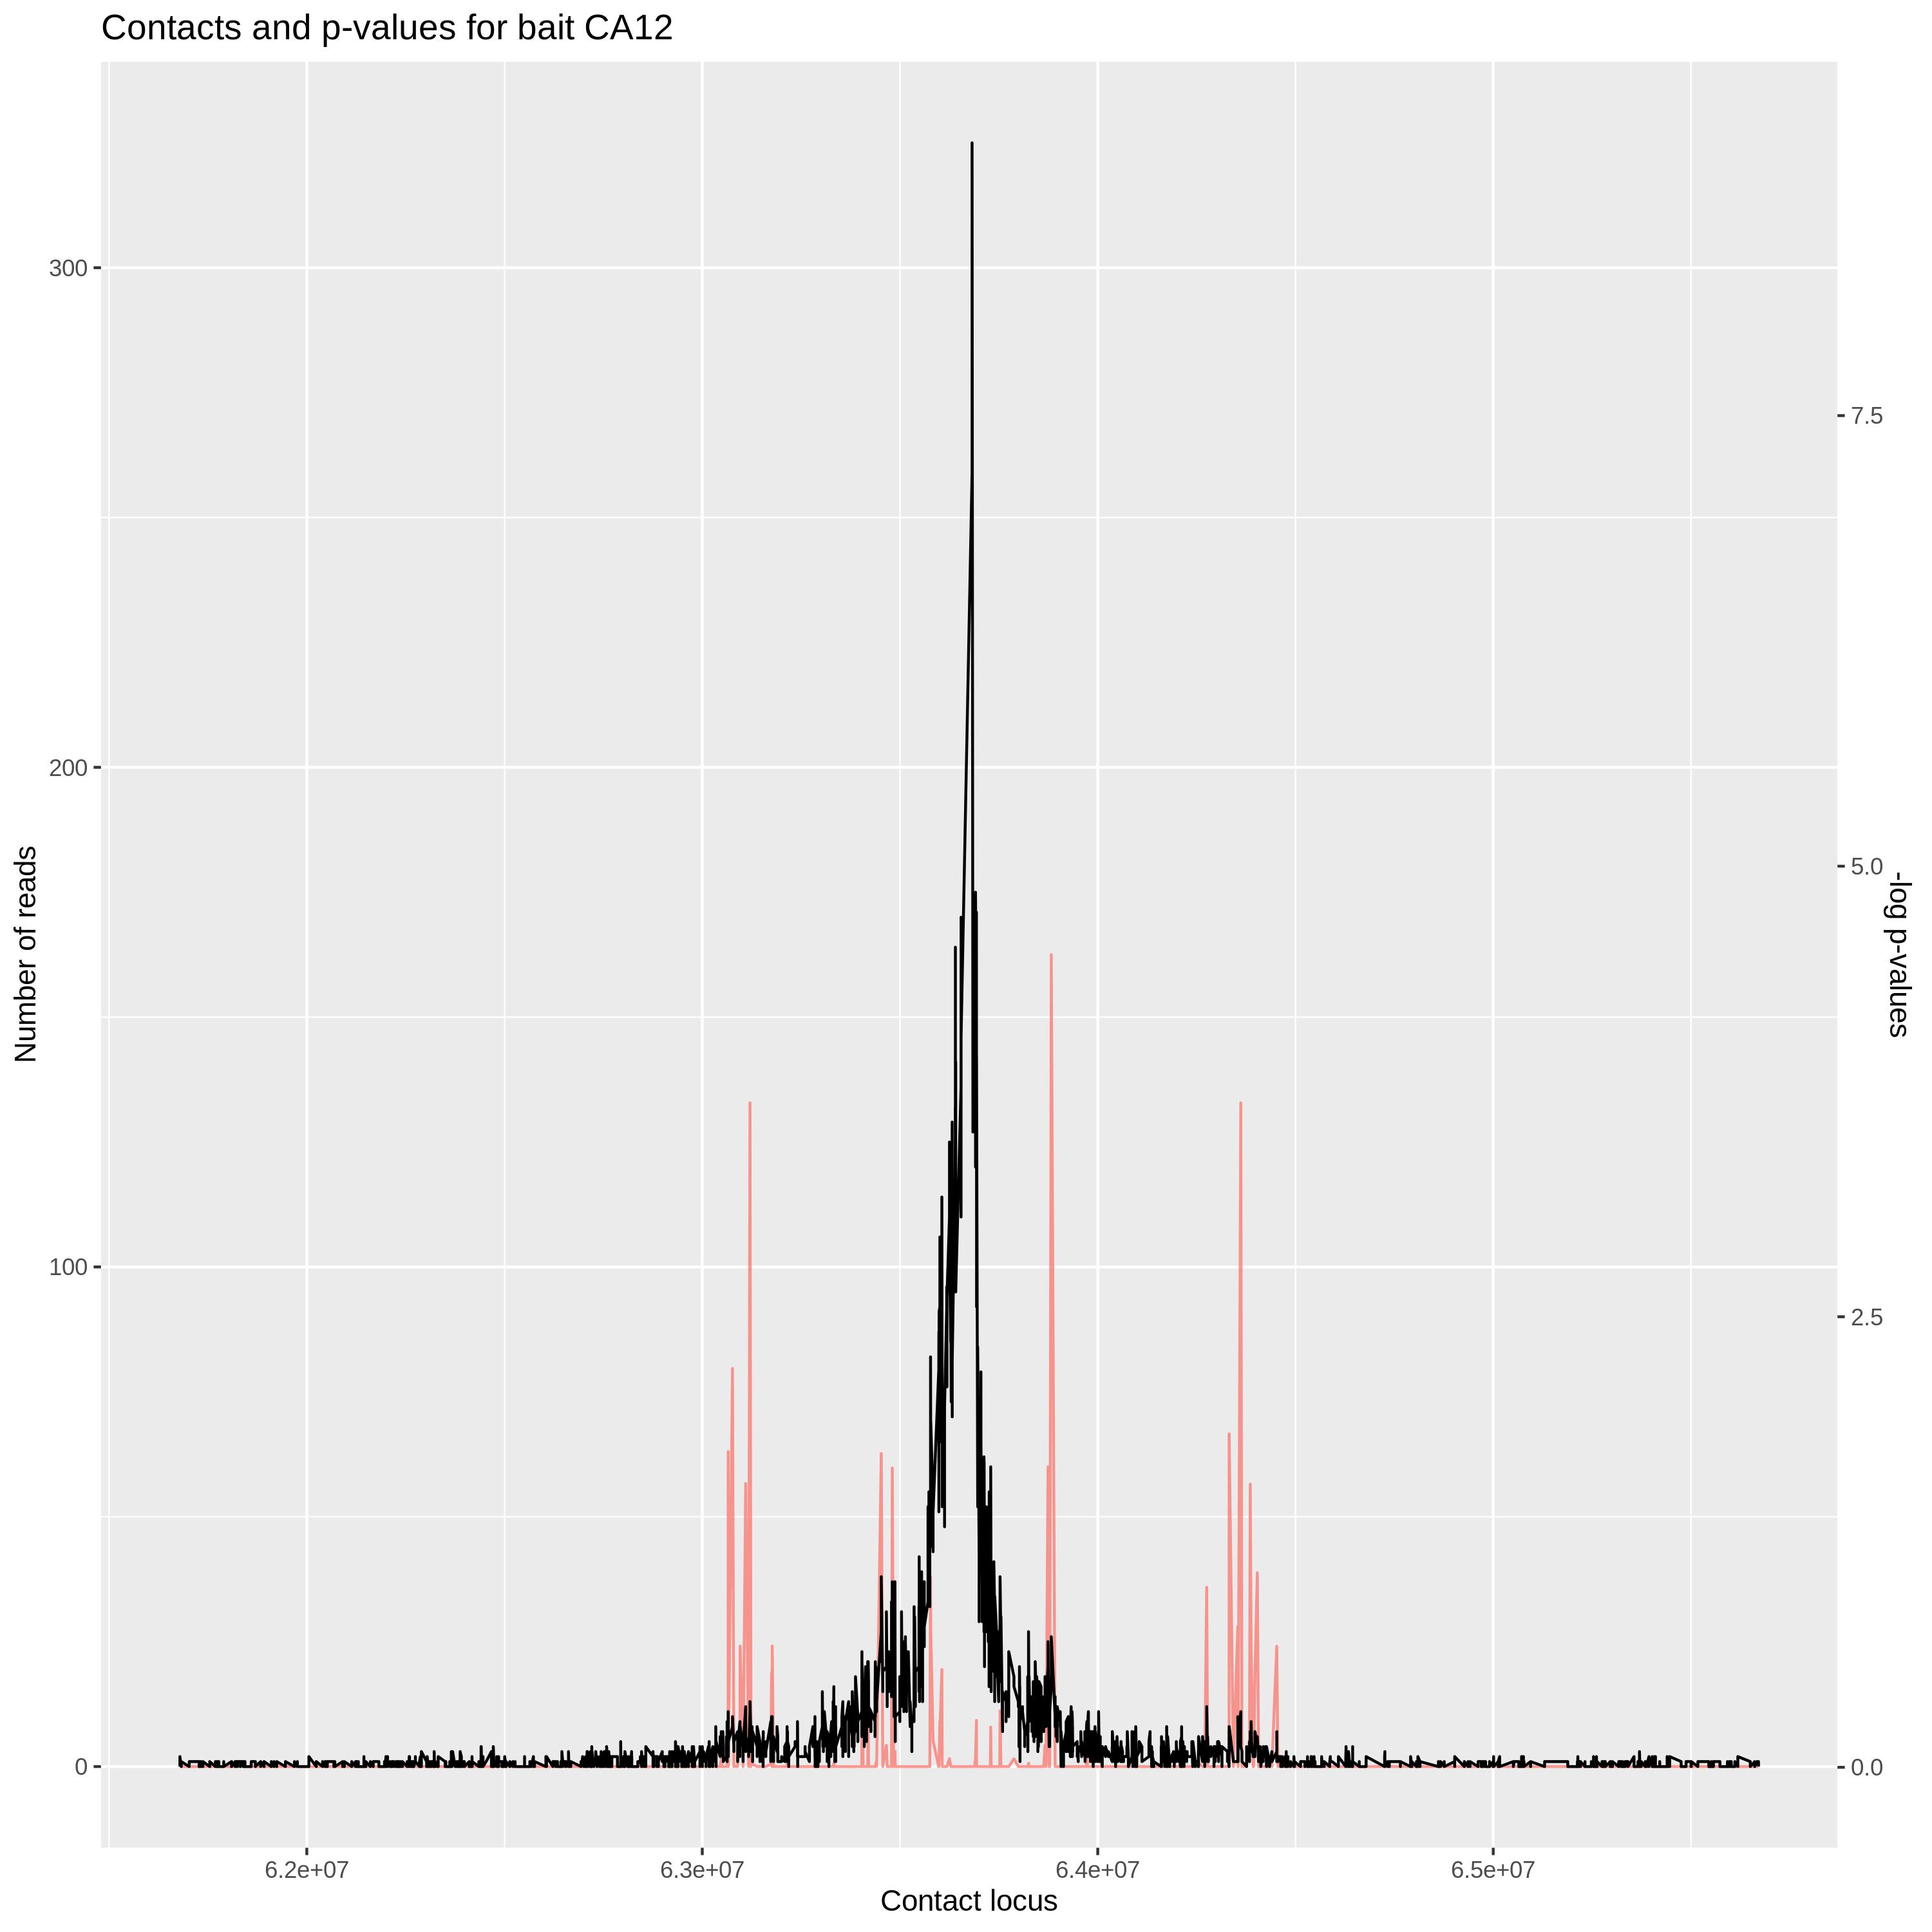 Contacts and p-values for bait CA12
300
200
100
0
Number of reads
7.5
5.0
2.5
0.0
-log p-values
6.2e+07
6.3e+07
6.4e+07
6.5e+07
Contact locus